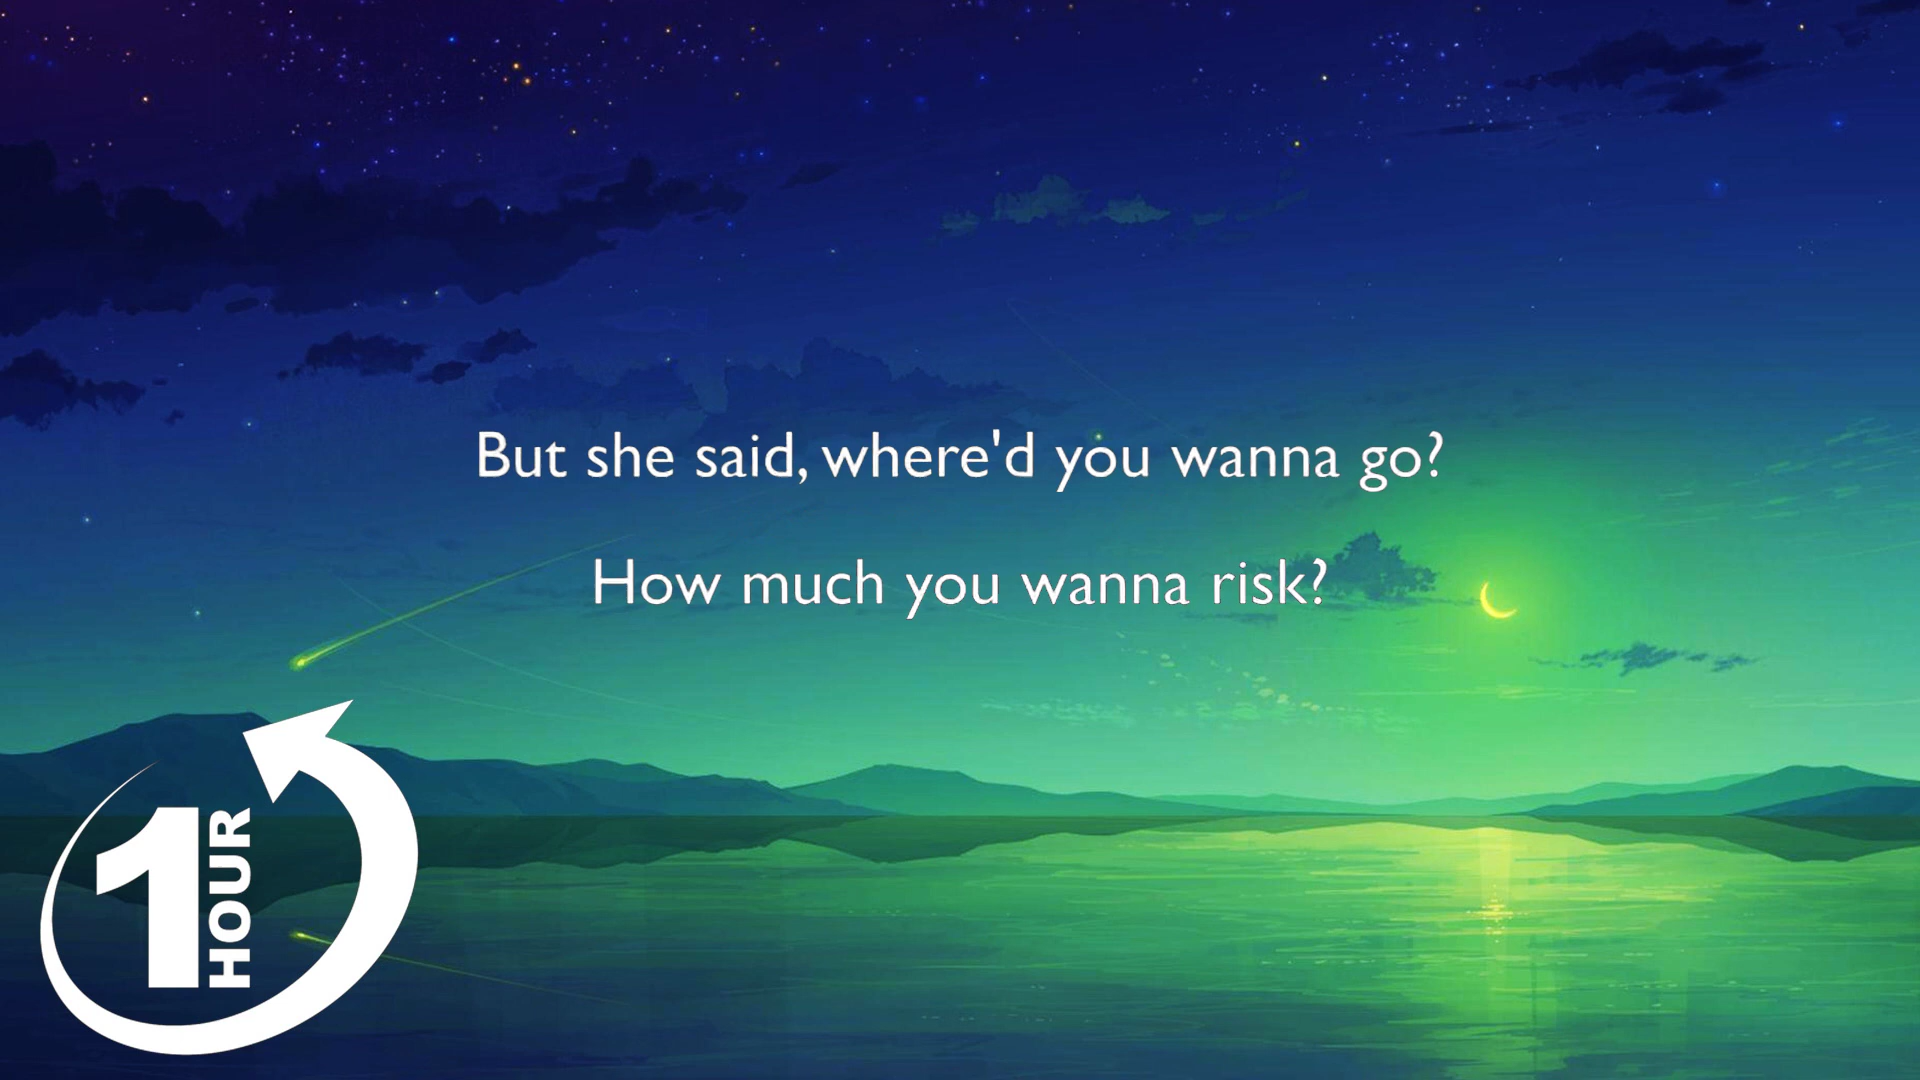 But she said, where'd you wanna go?
How much you wanna risk?
1
HOUR